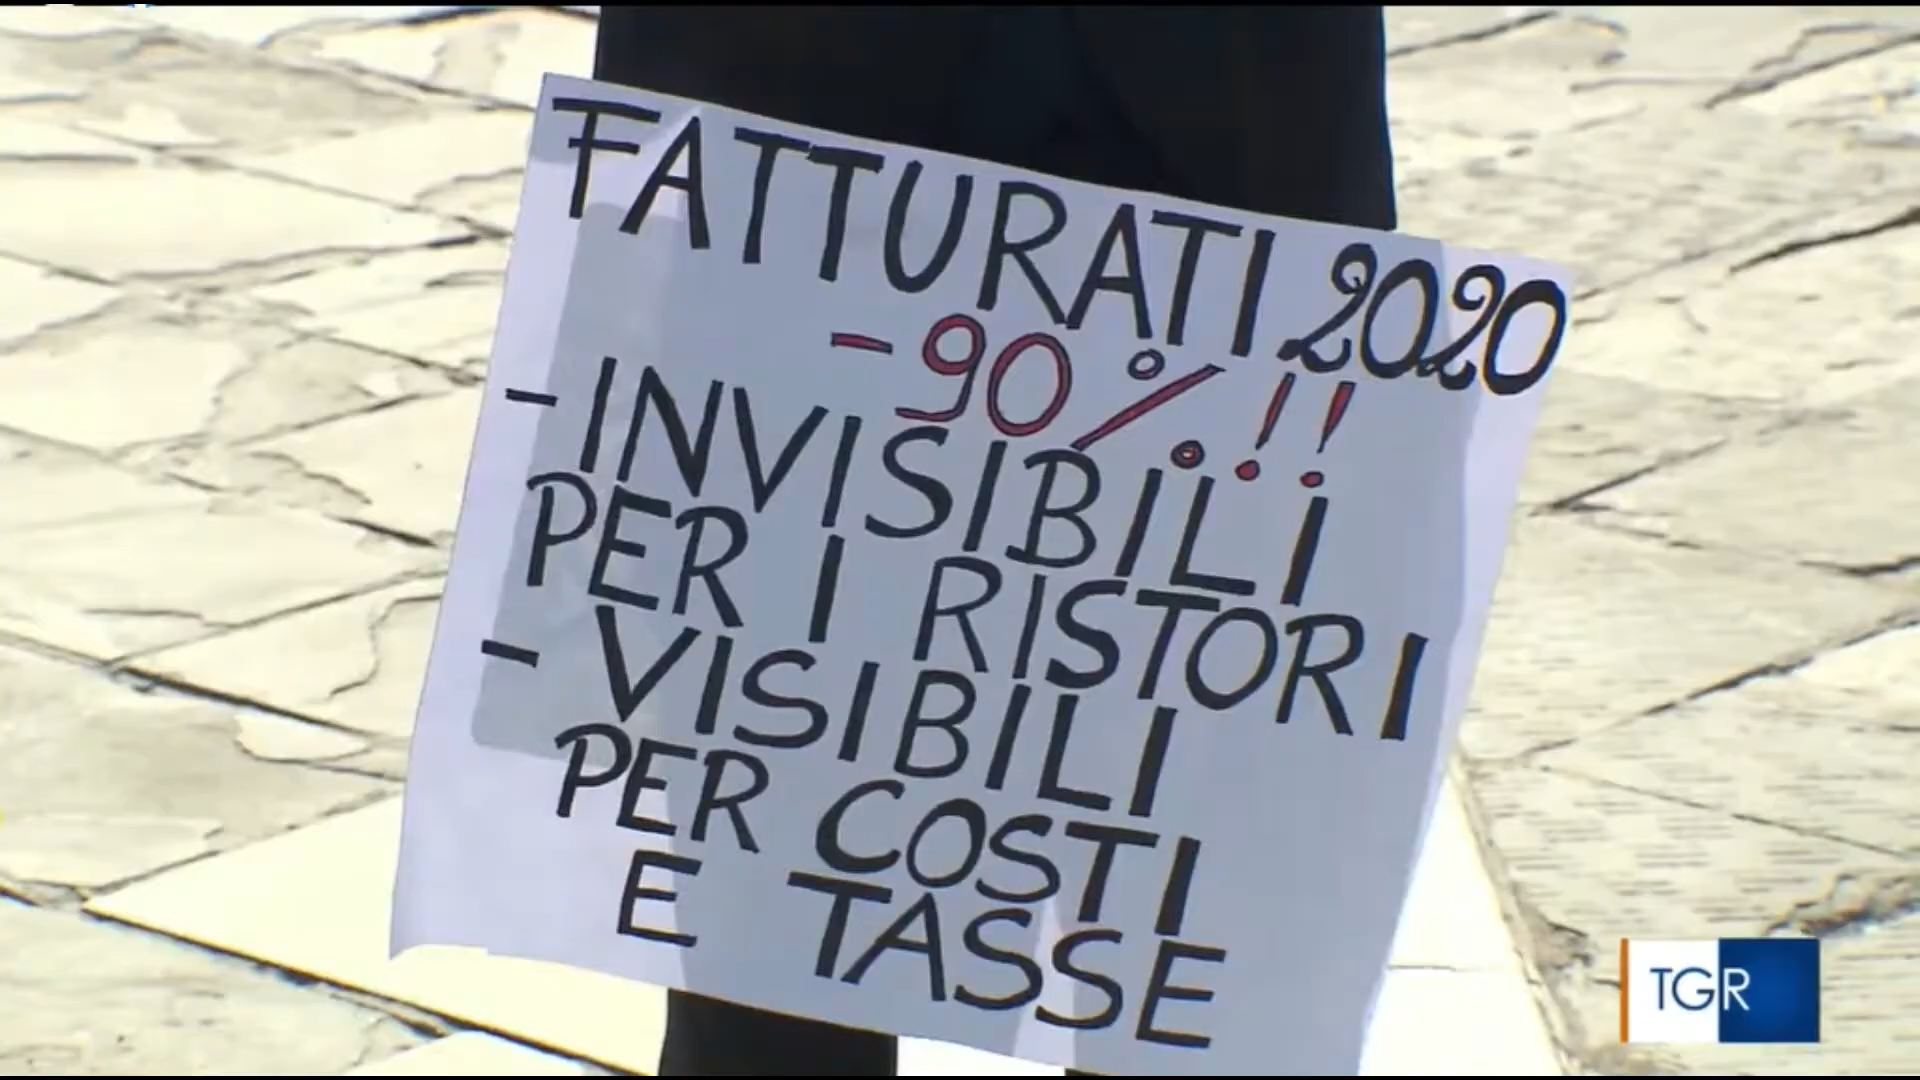 FATTURATI 2020
-90%!!
- INVISIBILI
PER I RISTORI
- VISIBILI
PER COSTI
E TASSE
TGR